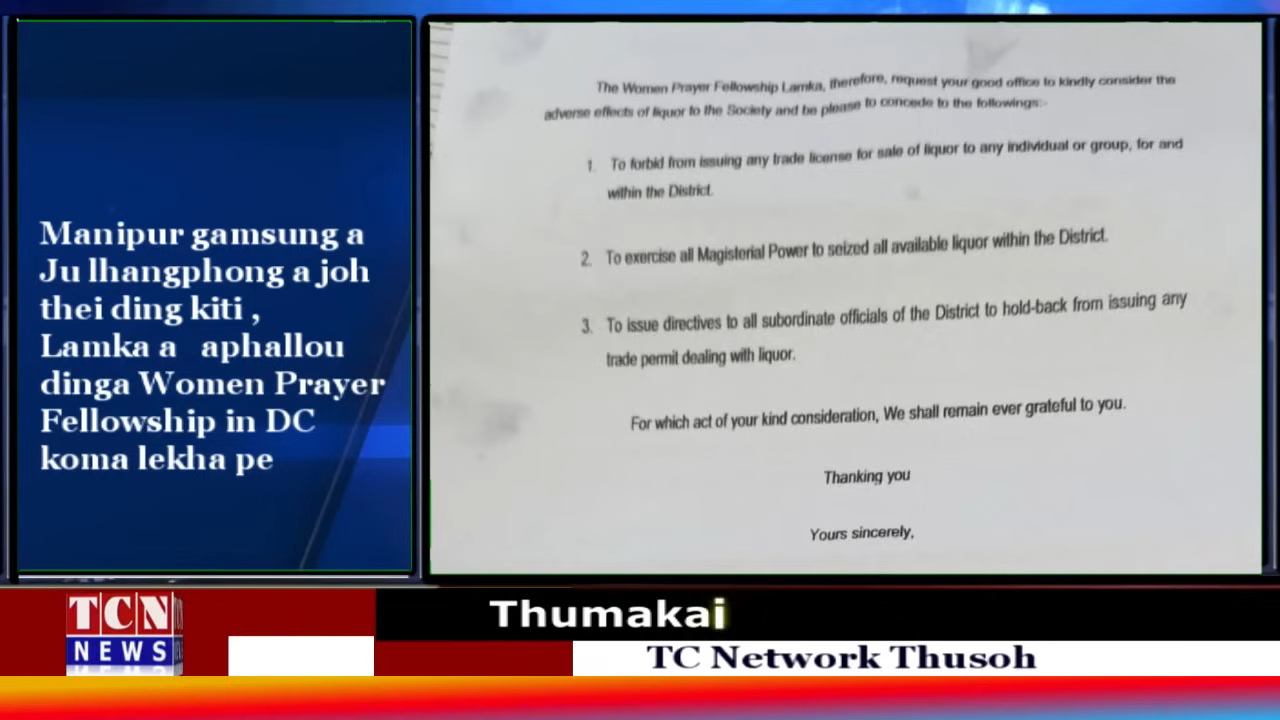 Manipur gamsung a
Ju lhangphong a joh
thei ding kiti ,
Lamka a aphallou
dinga Women Prayer
Fellowship in DC
koma lekha pe
The Women Prayer Fellowship Lamka, therefore, request your good office to kindly consider the
adverse effects of liquor to the Society and be please to concede to the followings:-
1. To forbid from issuing any trade license for sale of liquor to any individual or group, for and
within the District.
2. To exercise all Magisterial Power to seized all available liquor within the District.
3. To issue directives to all subordinate officials of the District to hold-back from issuing any
trade permit dealing with liquor.
For which act of your kind consideration, We shall remain ever grateful to you.
Thanking you
Yours sincerely,
TCN
NEWS
Thumakai
TC Network Thusoh